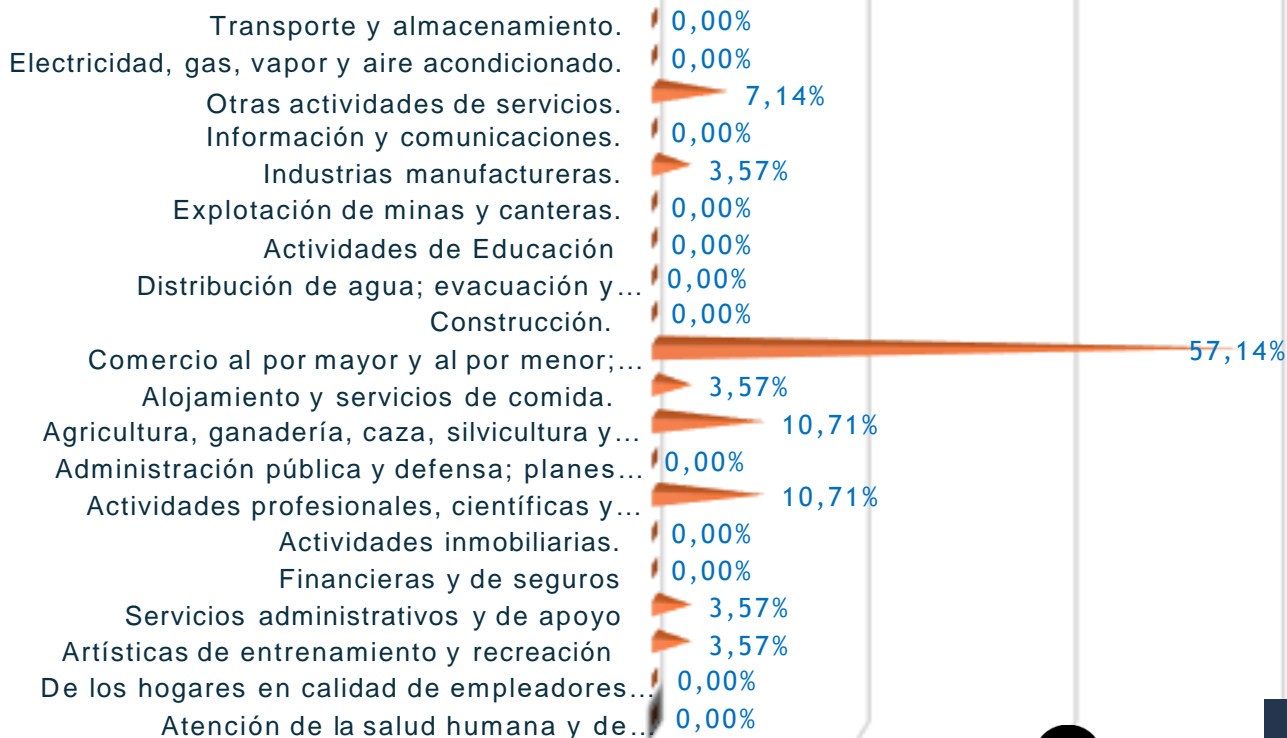 Transporte y almacenamiento. 0,00%
Electricidad, gas, vapor y aire acondicionado. 0,00%
Otras actividades de servicios. 7,14%
Información y comunicaciones. 0,00%
Industrias manufactureras. 3,57%
Explotación de minas y canteras. 0,00%
Actividades de Educación 0,00%
Distribución de agua; evacuación y... 0,00%
Construcción. 0,00%
Comercio al por mayor y al por menor;... 57,14%
Alojamiento y servicios de comida. 3,57%
Agricultura, ganadería, caza, silvicultura y... 10,71%
Administración pública y defensa; planes... 0,00%
Actividades profesionales, científicas y... 10,71%
Actividades inmobiliarias. 0,00%
Financieras y de seguros 0,00%
Servicios administrativos y de apoyo 3,57%
Artísticas de entrenamiento y recreación 3,57%
De los hogares en calidad de empleadores... 0,00%
Atención de la salud humana y de... 0,00%